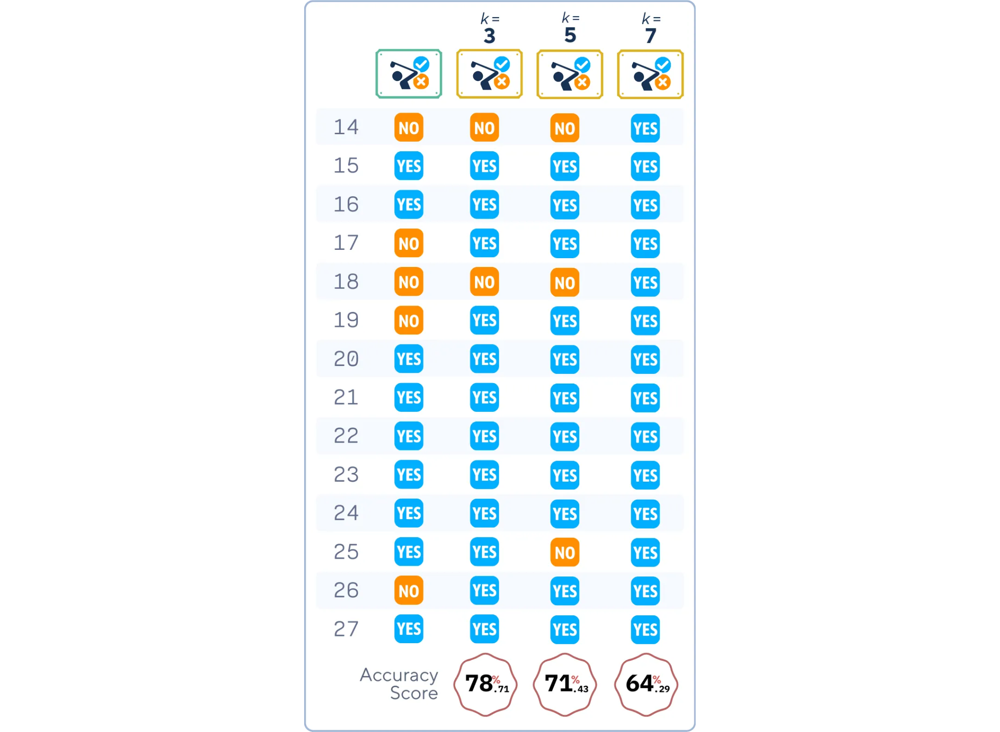 k = k = k =
3 5 7
14 NO NO NO YES
15 YES YES YES YES
16 YES YES YES YES
17 NO YES YES YES
18 NO NO NO YES
19 NO YES YES YES
20 YES YES YES YES
21 YES YES YES YES
22 YES YES YES YES
23 YES YES YES YES
24 YES YES YES YES
25 YES YES NO YES
26 NO YES YES YES
27 YES YES YES YES
Accuracy
Score
78%.71 71%.43 64%.29